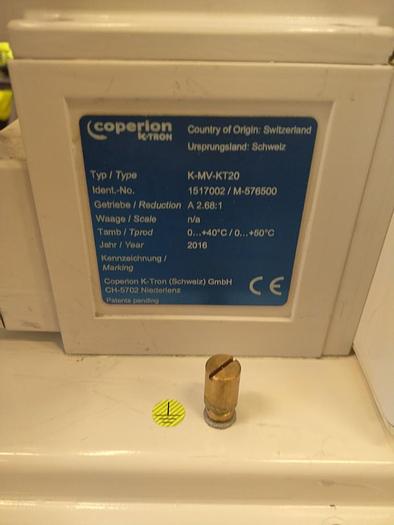 coperion
K-TRON
Country of Origin: Switzerland
Ursprungsland: Schweiz
Typ / Type K-MV-KT20
Ident.-No. 1517002 / M-576500
Getriebe / Reduction A 2.68:1
Waage / Scale n/a
Tamb / Tprod 0...+40°C / 0...+50°C
Jahr / Year 2016
Kennzeichnung /
Marking
Coperion K-Tron (Schweiz) GmbH
CH-5702 Niederlenz
Patents pending
CE